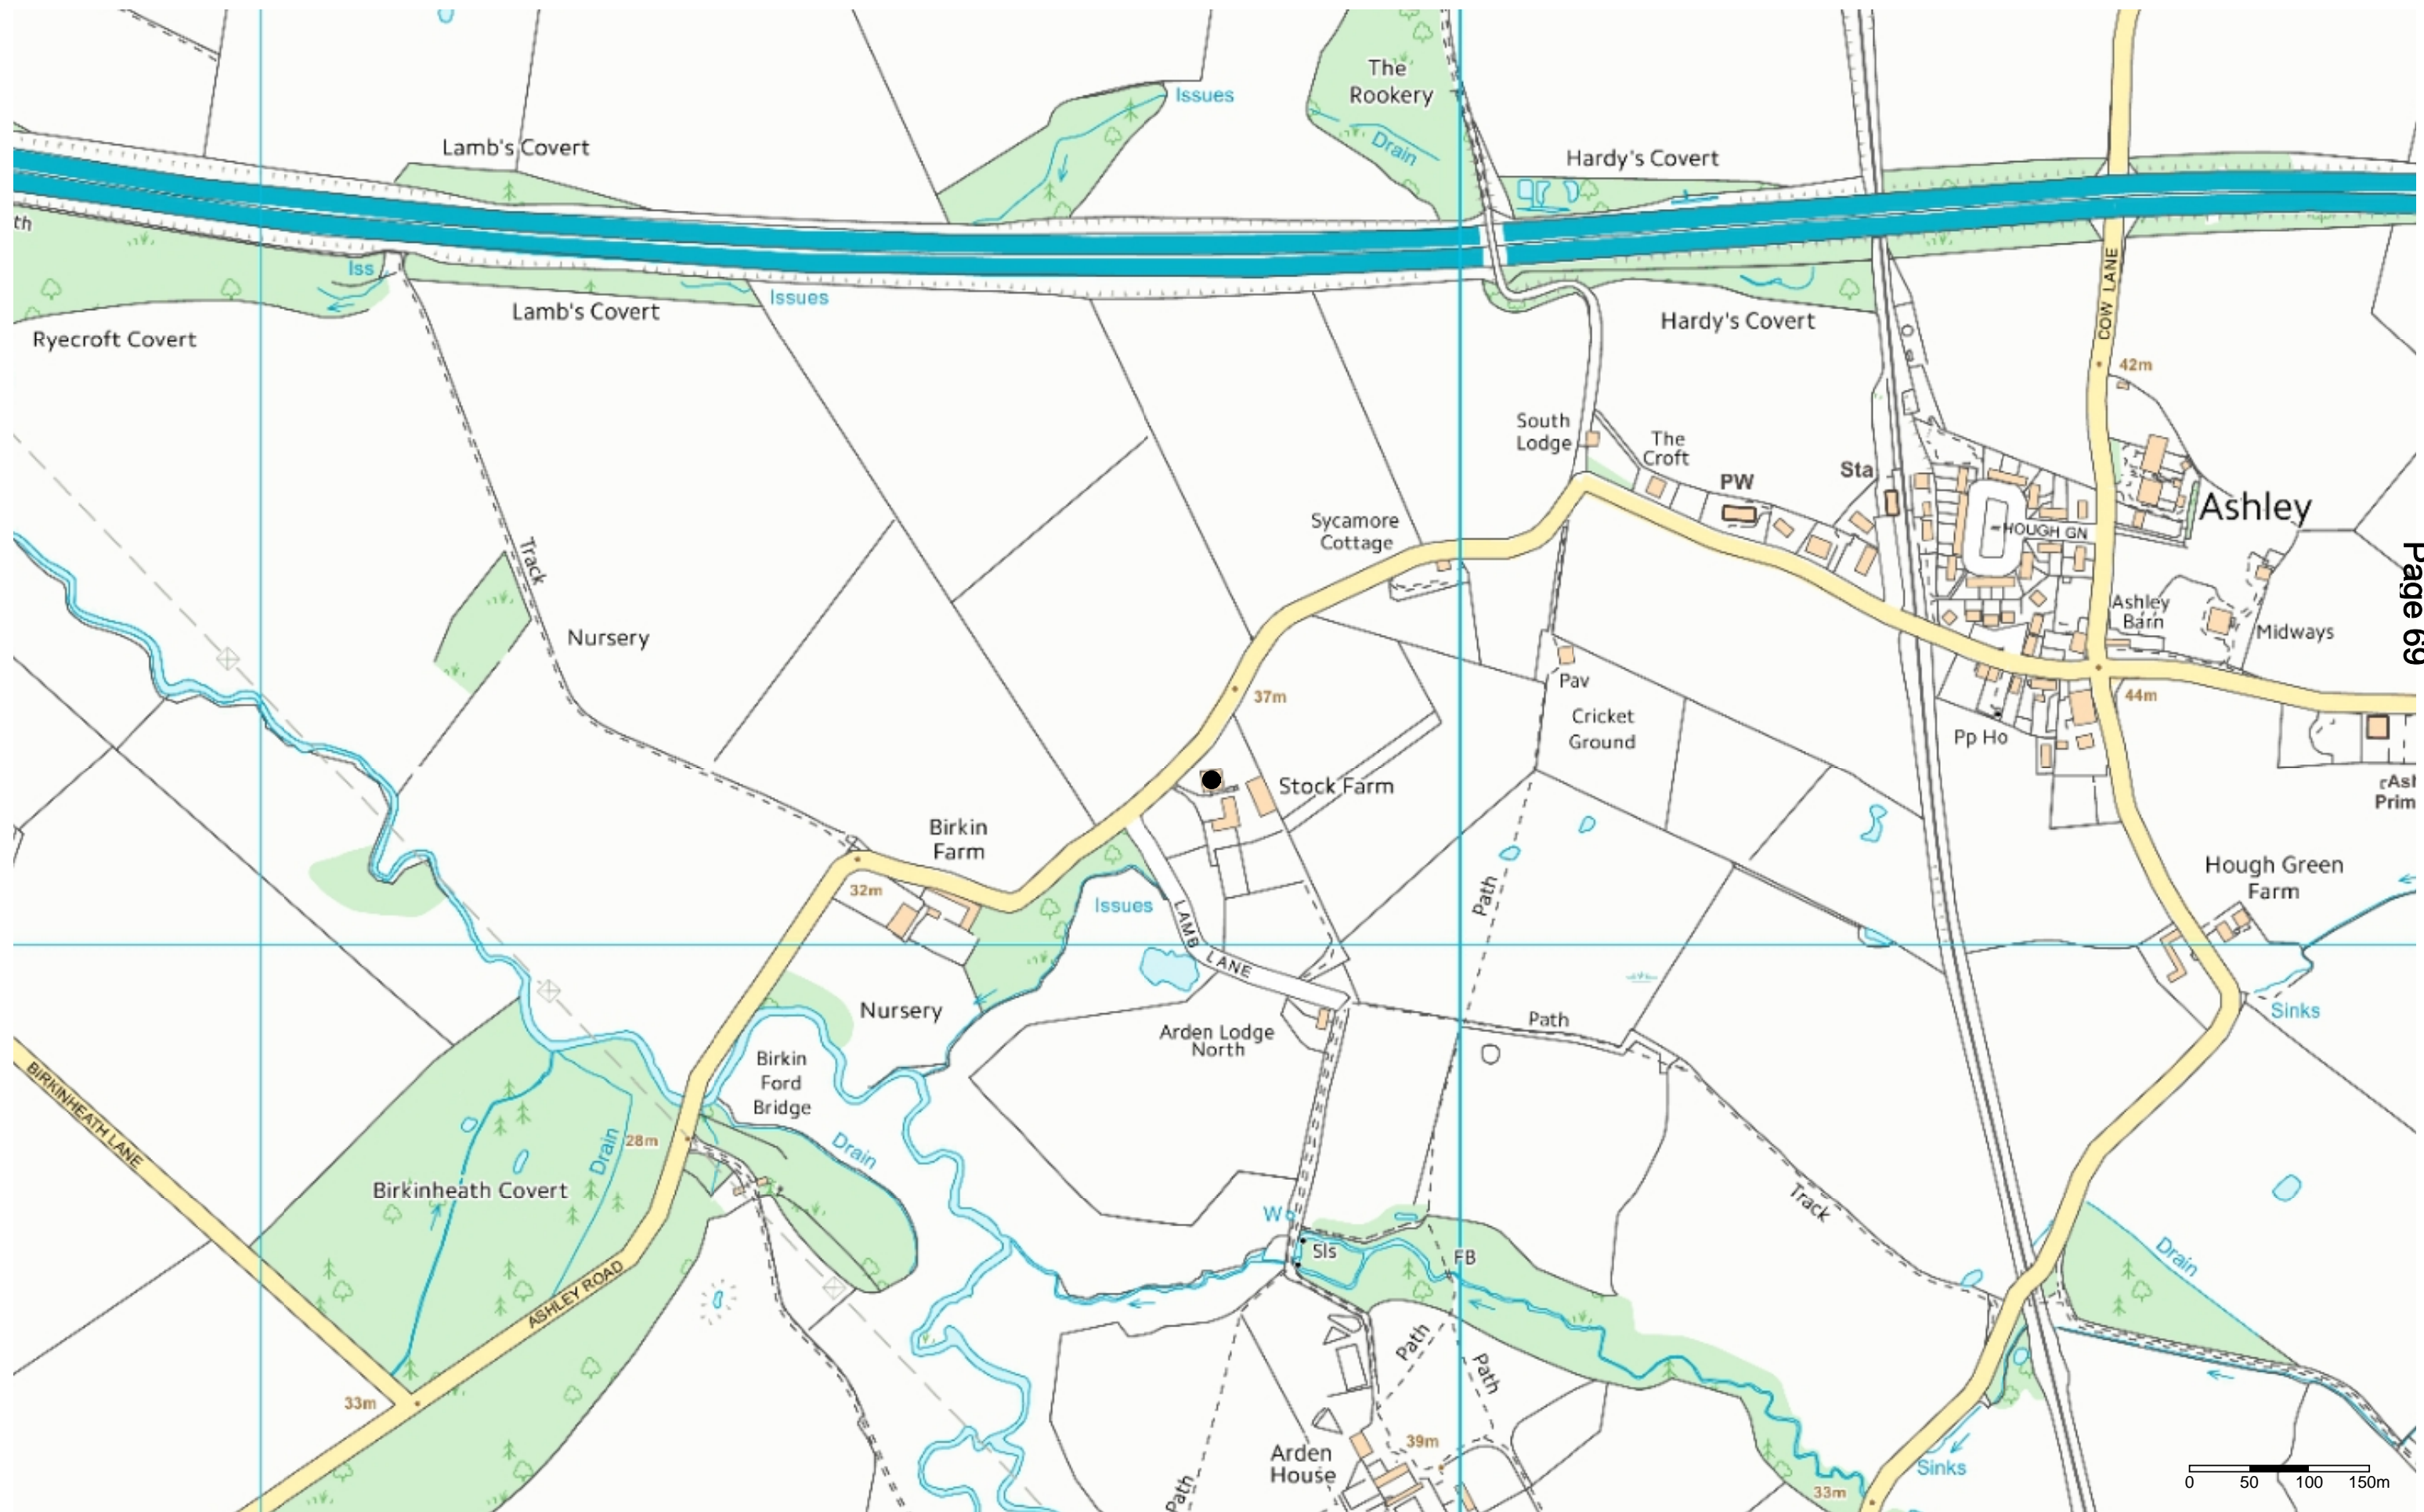 Issues
The
Rookery
Drain
Lamb's Covert
Hardy's Covert
th
Iss
Lamb's Covert
Issues
Ryecroft Covert
Hardy's Covert
COW LANE
42m
South
Lodge
The
Croft
PW
Sta
Ashley
Sycamore
Cottage
HOUGH GN
Page 69
Track
Nursery
Ashley
Barn
Midways
Pav
37m
44m
Cricket
Ground
Pp Ho
Stock Farm
Ash
Prim
Birkin
Farm
32m
Issues
Path
Hough Green
Farm
LAMB
LANE
Nursery
Arden Lodge
North
Path
Sinks
Birkin
Ford
Bridge
BIRKINHEATH LANE
28m
Drain
Drain
Birkinheath Covert
Track
W
Sls
FB
Drain
ASHLEY ROAD
Path
Path
33m
39m
Arden
House
Path
Sinks
33m
0 50 100 150m